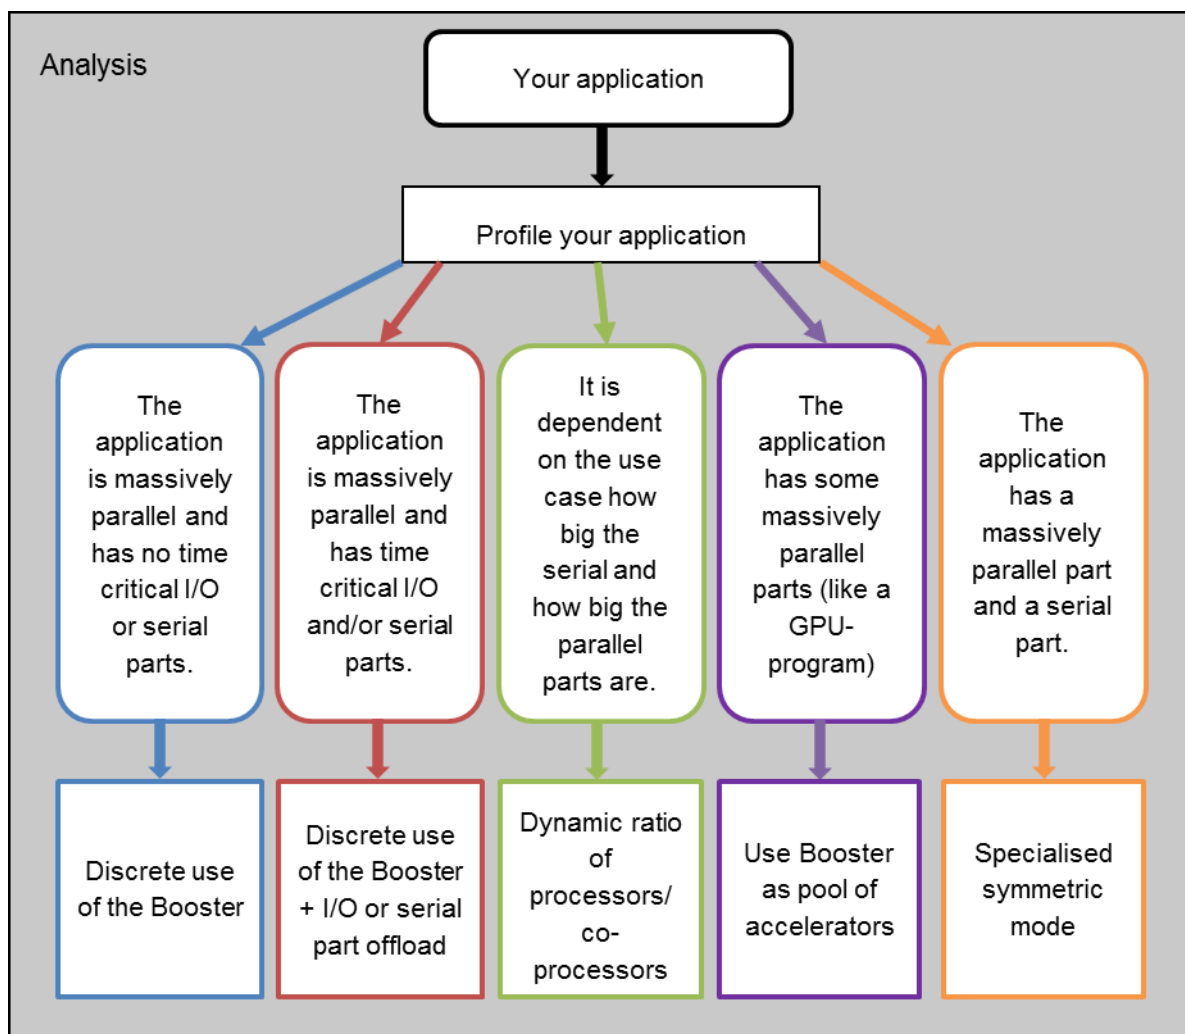 Analysis
Your application
Profile your application
The
application
is massively
parallel and
has no time
critical I/O
or serial
parts.
The
application
is massively
parallel and
has time
critical I/O
and/or serial
parts.
It is
dependent
on the use
case how
big the
serial and
how big the
parallel
parts are.
The
application
has some
massively
parallel
parts (like a
GPU-
program)
The
application
has a
massively
parallel part
and a serial
part.
Discrete use
of the Booster
Discrete use
of the Booster
+ I/O or serial
part offload
Dynamic ratio
of
processors/
co-
processors
Use Booster
as pool of
accelerators
Specialised
symmetric
mode